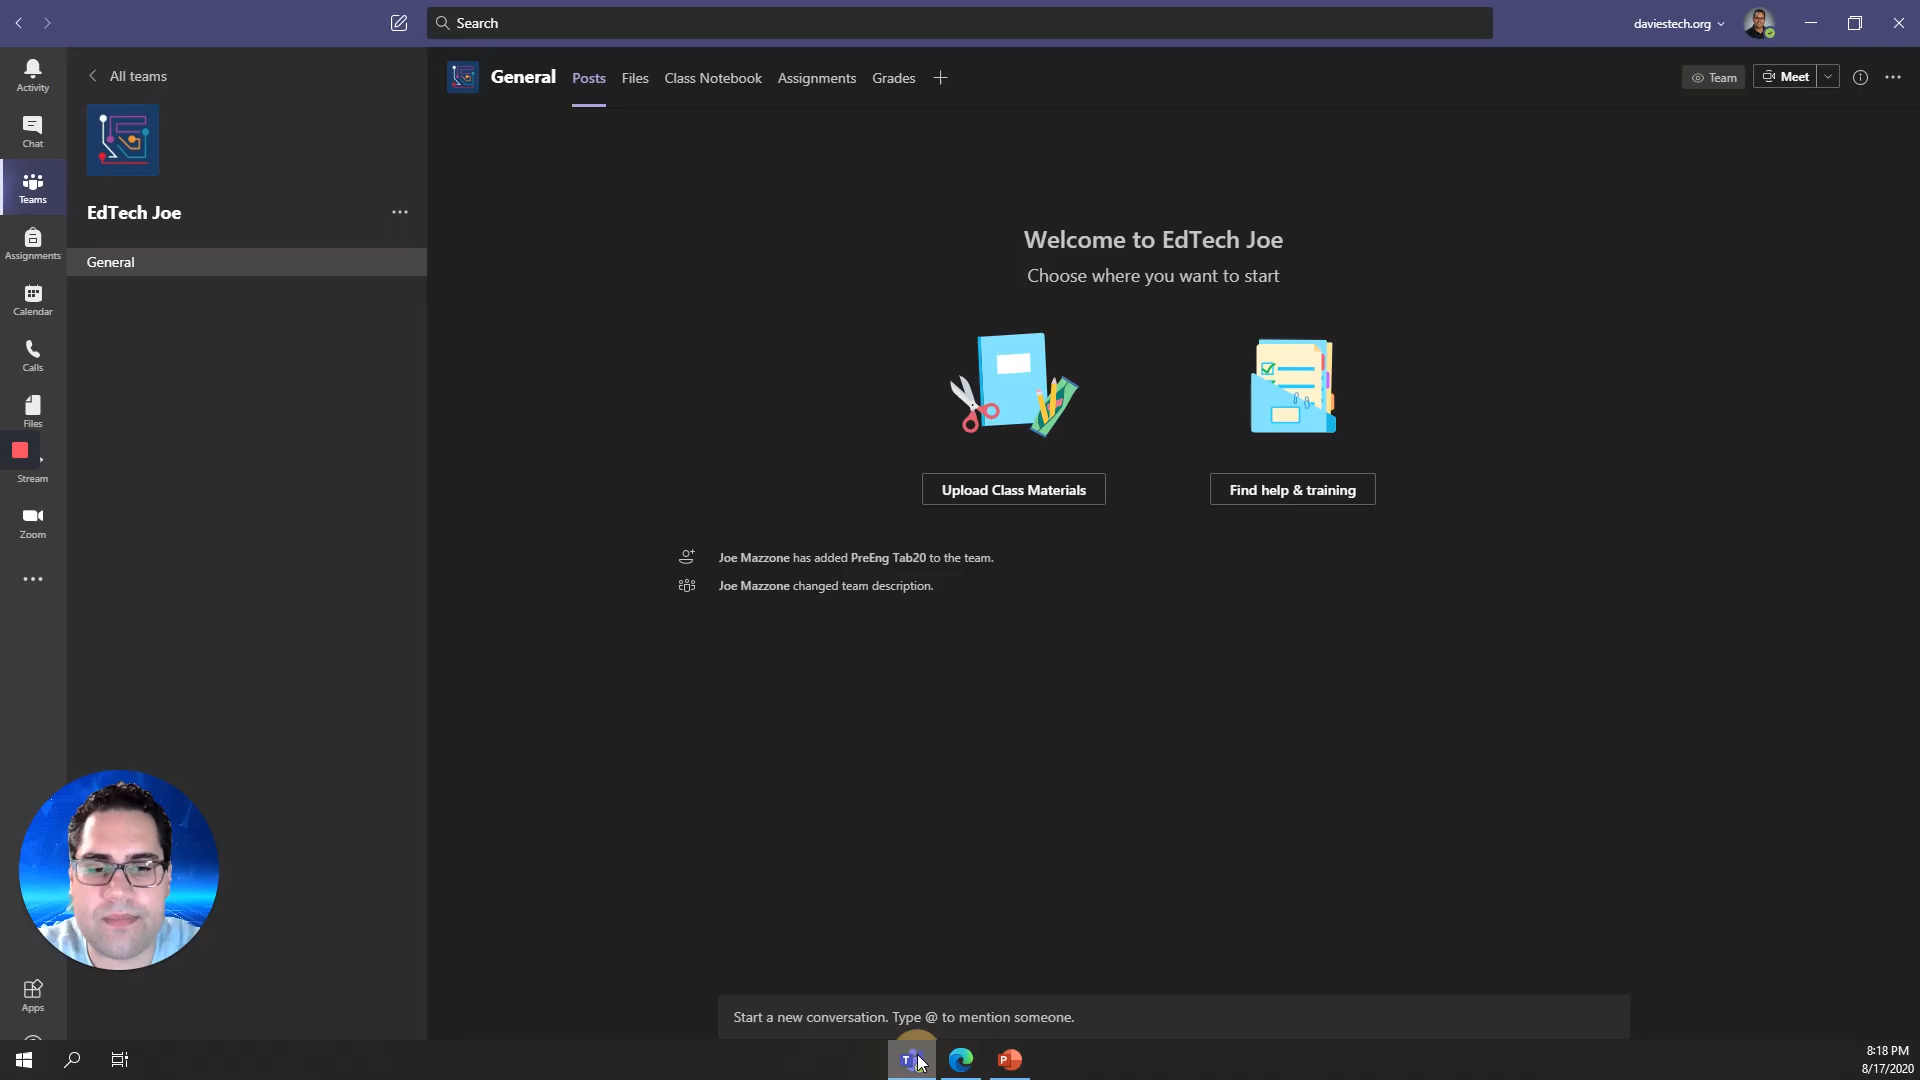 Search
daviestech.org
Activity
Chat
Teams
Assignments
Calendar
Calls
Files
Stream
Zoom
Apps
All teams
EdTech Joe
General
General
Posts
Files
Class Notebook
Assignments
Grades
Team
Meet
Welcome to EdTech Joe
Choose where you want to start
Upload Class Materials
Find help & training
Joe Mazzone has added PreEng Tab20 to the team.
Joe Mazzone changed team description.
Start a new conversation. Type @ to mention someone.
8:18 PM
8/17/2020